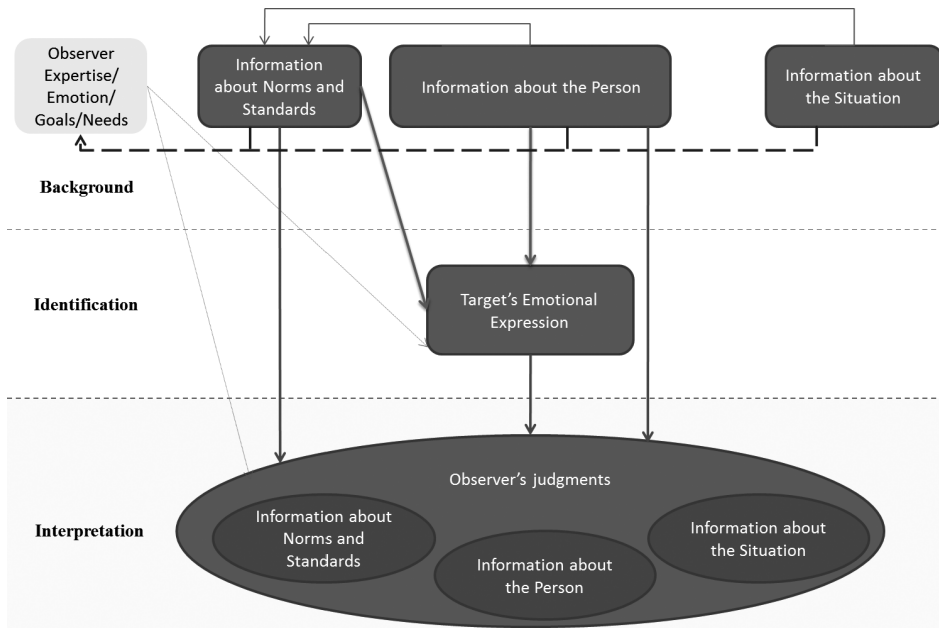 Observer
Expertise/
Emotion/
Goals/Needs
Information
about Norms and
Standards
Information about the Person
Information about
the Situation
Background
Identification
Target’s Emotional
Expression
Interpretation
Observer’s judgments
Information about
Norms and
Standards
Information about
the Person
Information about
the Situation